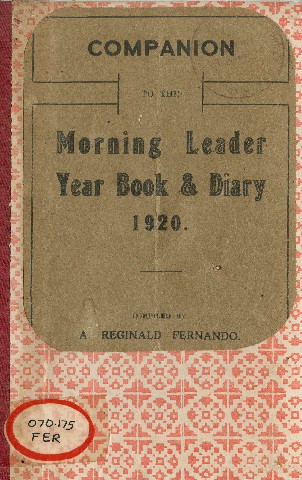 COMPANION
TO THE
Morning Leader
Year Book & Diary
1920.
COMPILED BY
A. REGINALD FERNANDO.
070.175
FER